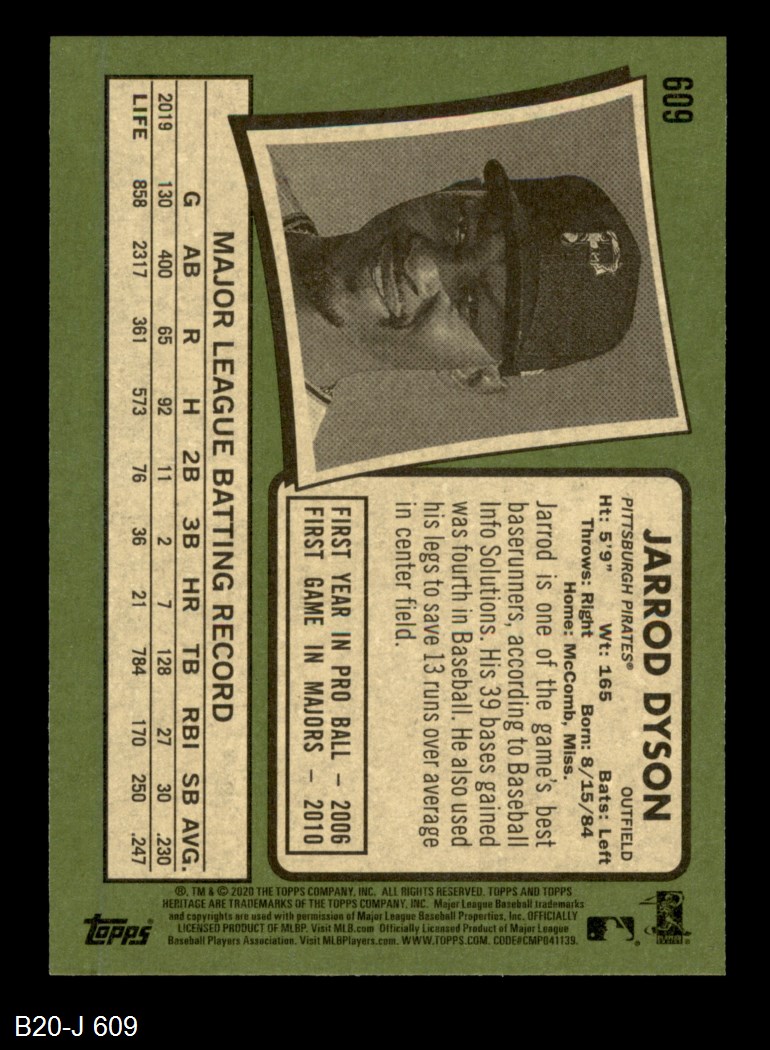 609
JARROD DYSON
PITTSBURGH PIRATES® OUTFIELD
Ht: 5'9" Wt: 165 Bats: Left
Throws: Right Born: 8/15/84
Home: McComb, Miss.
Jarrod is one of the game's best
baserunners, according to Baseball
Info Solutions. His 39 bases gained
was fourth in Baseball. He also used
his legs to save 13 runs over average
in center field.
FIRST YEAR IN PRO BALL – 2006
FIRST GAME IN MAJORS – 2010
MAJOR LEAGUE BATTING RECORD
G AB R H 2B 3B HR TB RBI SB AVG.
2019 130 400 65 92 11 2 7 128 27 30 .230
LIFE 858 2317 361 573 76 36 21 784 170 250 .247
®, TM & © 2020 THE TOPPS COMPANY, INC. ALL RIGHTS RESERVED. TOPPS AND TOPPS
HERITAGE ARE TRADEMARKS OF THE TOPPS COMPANY, INC. Major League Baseball trademarks
and copyrights are used with permission of Major League Baseball Properties, Inc. OFFICIALLY
LICENSED PRODUCT OF MLBP. Visit MLB.com Officially Licensed Product of Major League
Baseball Players Association. Visit MLBPlayers.com. WWW.TOPPS.COM. CODE#CMP041139.
Topps
B20-J 609